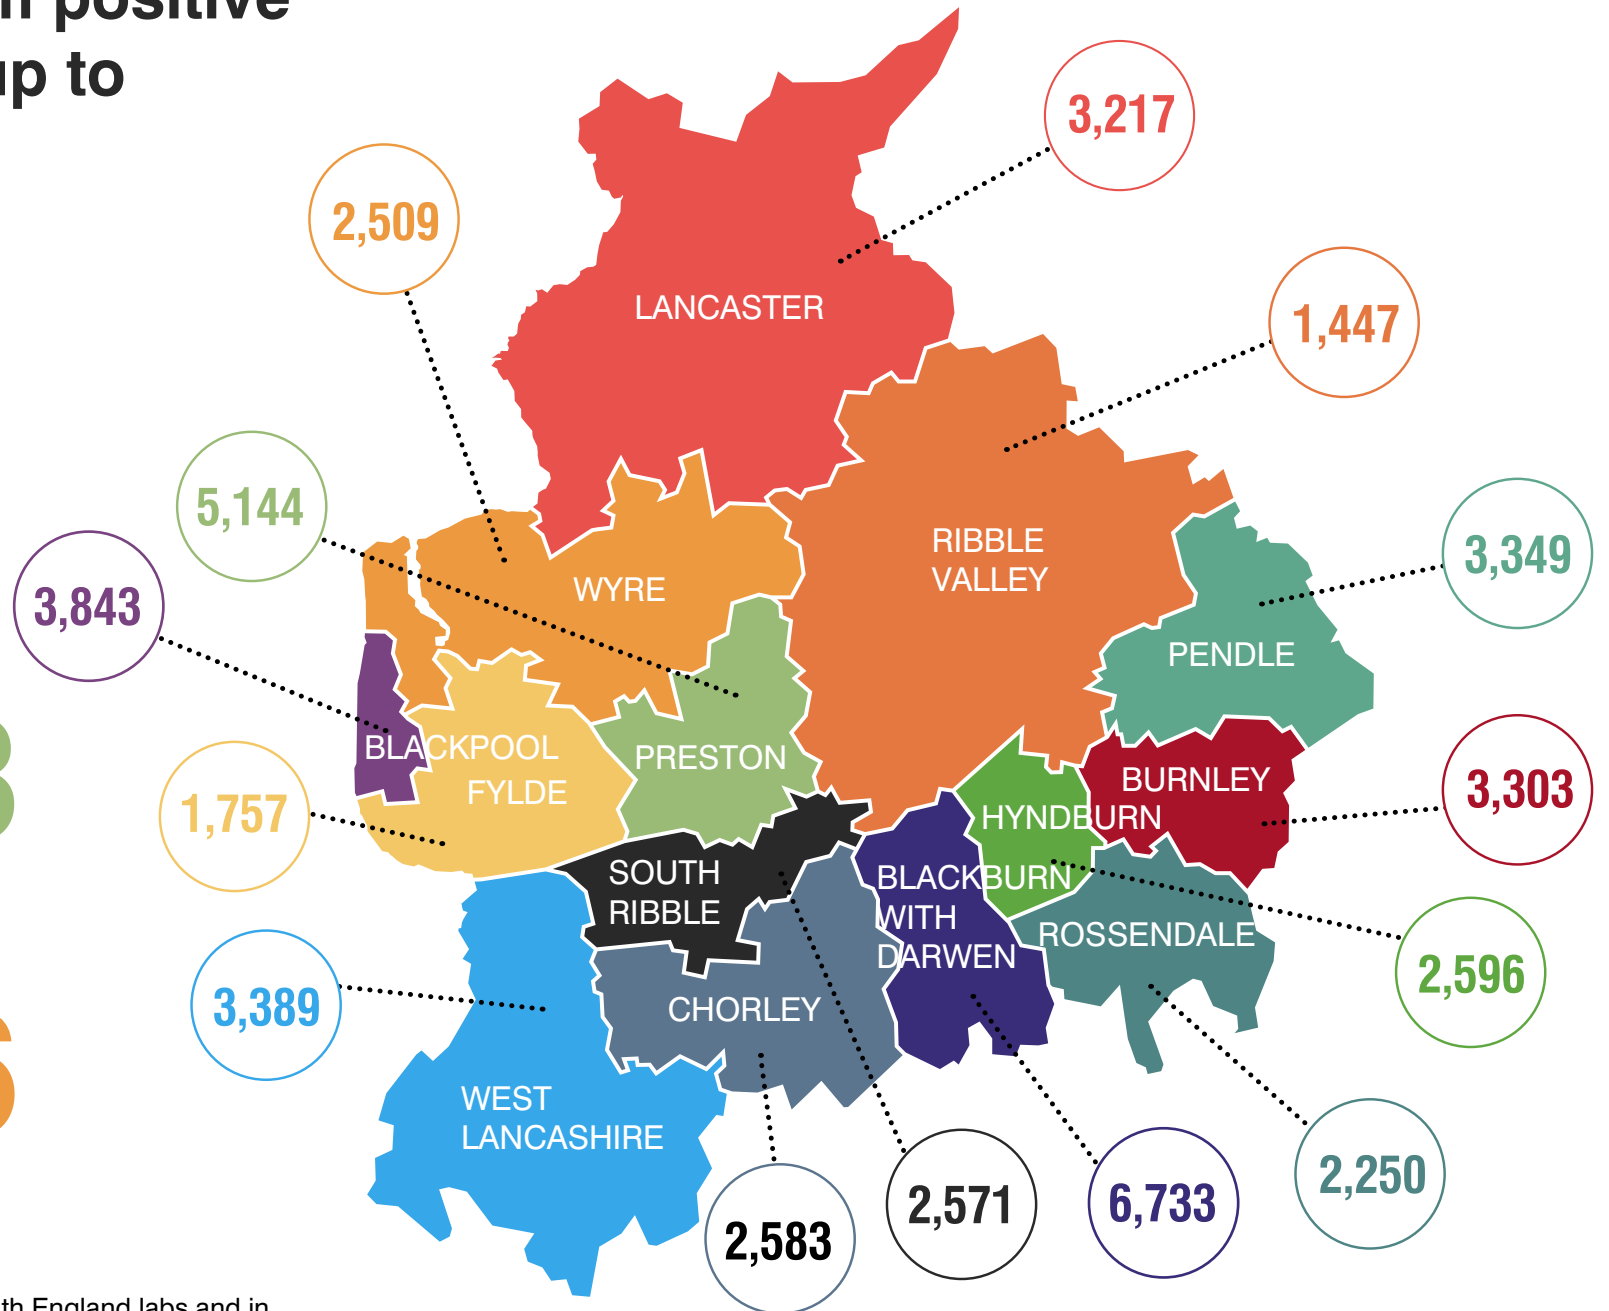 positive
up to
3,217
2,509
LANCASTER
1,447
5,144
3,843
RIBBLE
VALLEY
3,349
WYRE
PENDLE
BLACKPOOL
PRESTON
FYLDE
1,757
BURNLEY
3,303
HYNDBURN
SOUTH
RIBBLE
BLACKBURN
WITH
DARWEN
ROSSENDALE
2,596
3,389
CHORLEY
WEST
LANCASHIRE
2,583
2,571
6,733
2,250
th England labs and in